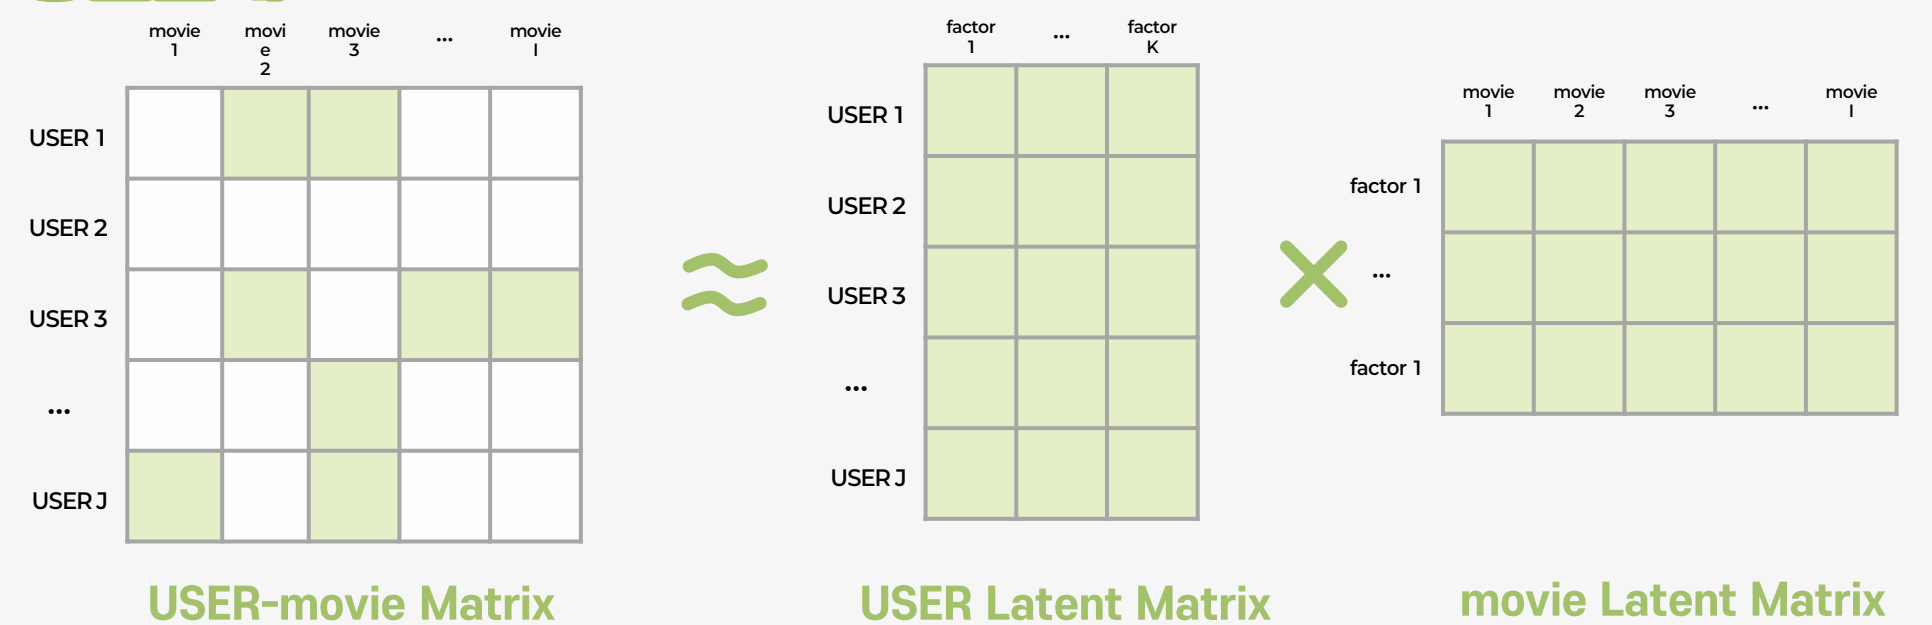 movie
1
movi
e
2
movie
3
...
movie
I
USER 1
USER 2
USER 3
...
USER J
USER-movie Matrix
factor
1
...
factor
K
USER 1
USER 2
USER 3
...
USER J
USER Latent Matrix
movie
1
movie
2
movie
3
...
movie
I
factor 1
...
factor 1
movie Latent Matrix